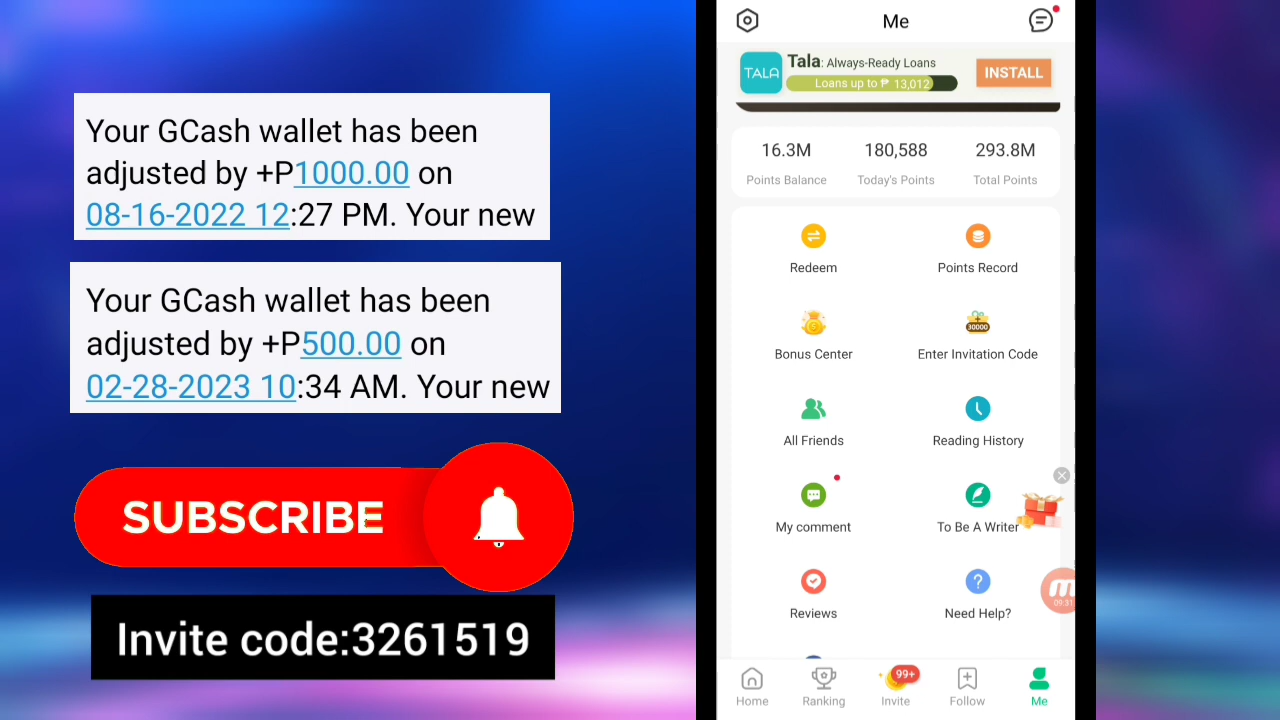 Your GCash wallet has been
adjusted by +P1000.00 on
08-16-2022 12:27 PM. Your new
Your GCash wallet has been
adjusted by +P500.00 on
02-28-2023 10:34 AM. Your new
SUBSCRIBE
Invite code:3261519
Me
TALA
Tala: Always-Ready Loans
Loans up to ₱ 13,012
INSTALL
16.3M 180,588 293.8M
Points Balance Today's Points Total Points
Redeem Points Record
30000
Bonus Center Enter Invitation Code
All Friends Reading History
My comment To Be A Writer
09:31
Reviews Need Help?
99+
Home Ranking Invite Follow Me